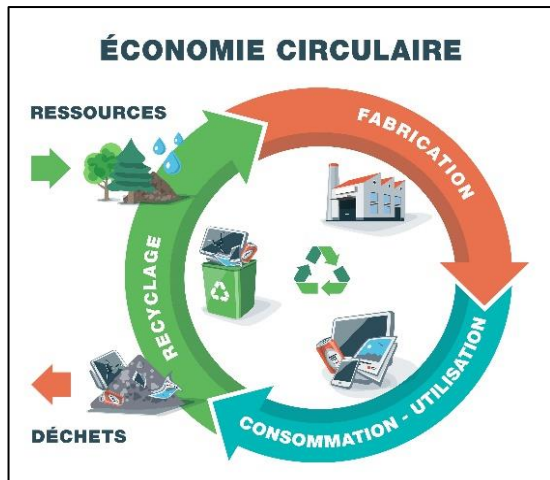 ÉCONOMIE CIRCULAIRE
RESSOURCES
FABRICATION
RECYCLAGE
CONSOMMATION - UTILISATION
DÉCHETS